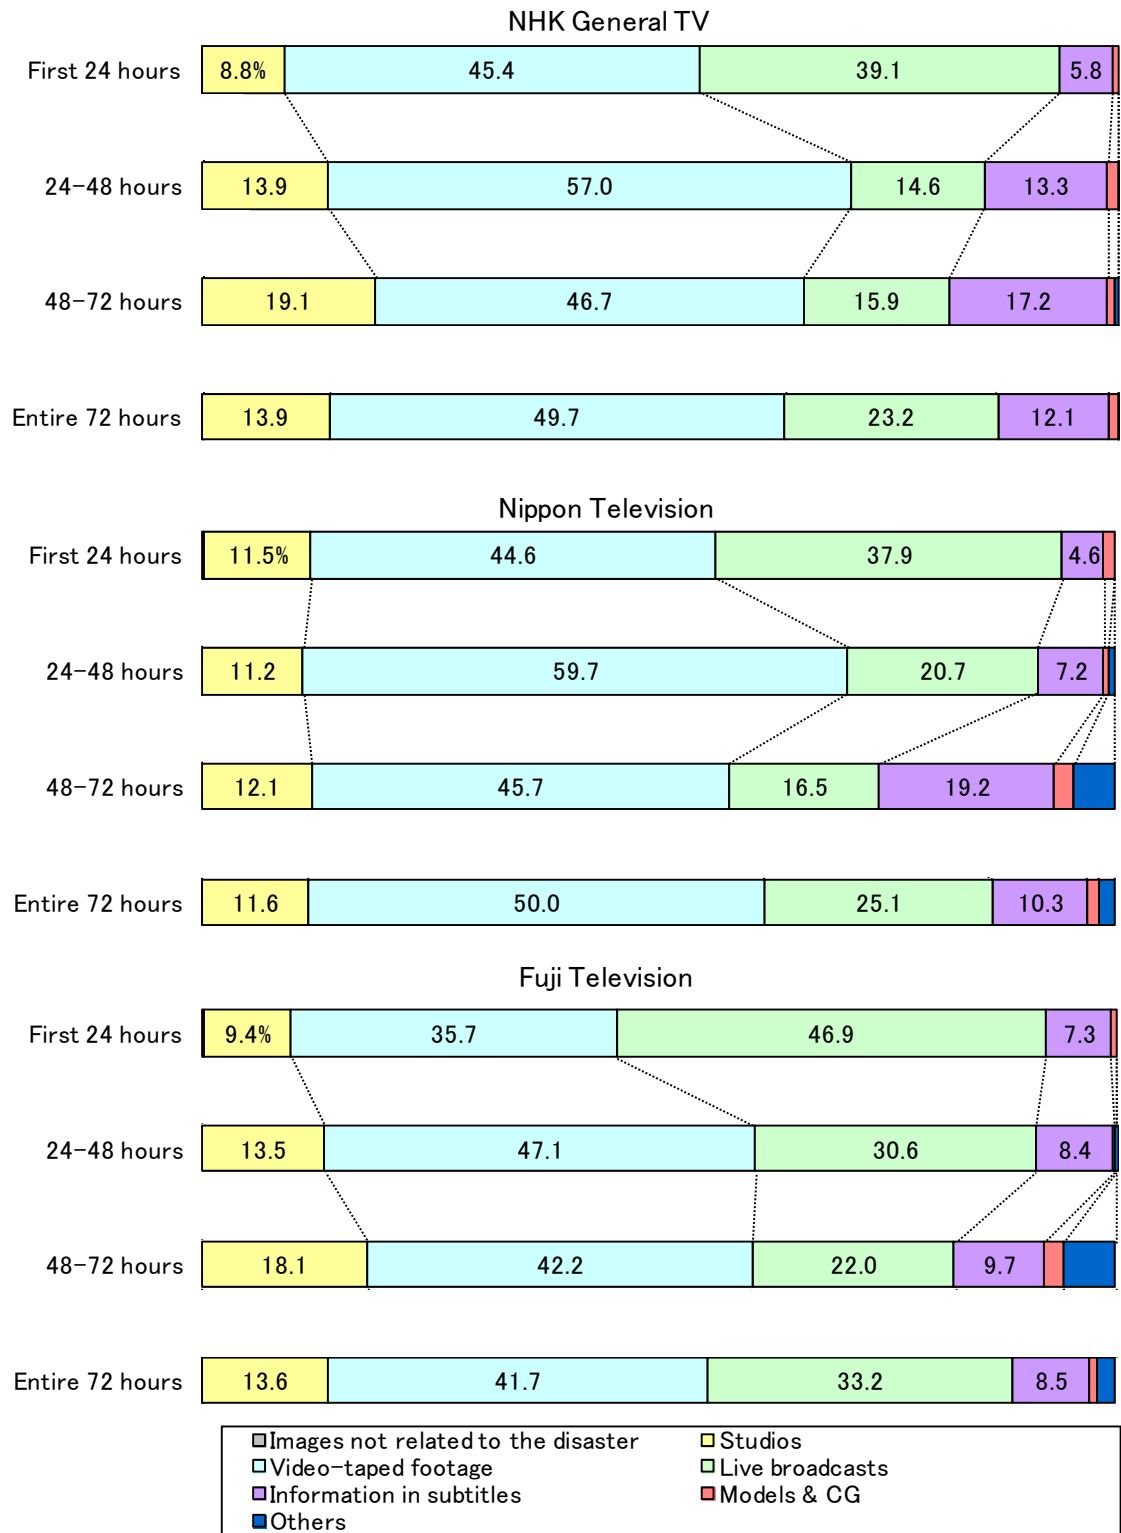 NHK General TV
First 24 hours 8.8% 45.4 39.1 5.8
24-48 hours 13.9 57.0 14.6 13.3
48-72 hours 19.1 46.7 15.9 17.2
Entire 72 hours 13.9 49.7 23.2 12.1
Nippon Television
First 24 hours 11.5% 44.6 37.9 4.6
24-48 hours 11.2 59.7 20.7 7.2
48-72 hours 12.1 45.7 16.5 19.2
Entire 72 hours 11.6 50.0 25.1 10.3
Fuji Television
First 24 hours 9.4% 35.7 46.9 7.3
24-48 hours 13.5 47.1 30.6 8.4
48-72 hours 18.1 42.2 22.0 9.7
Entire 72 hours 13.6 41.7 33.2 8.5
Images not related to the disaster Studios
Video-taped footage Live broadcasts
Information in subtitles Models & CG
Others